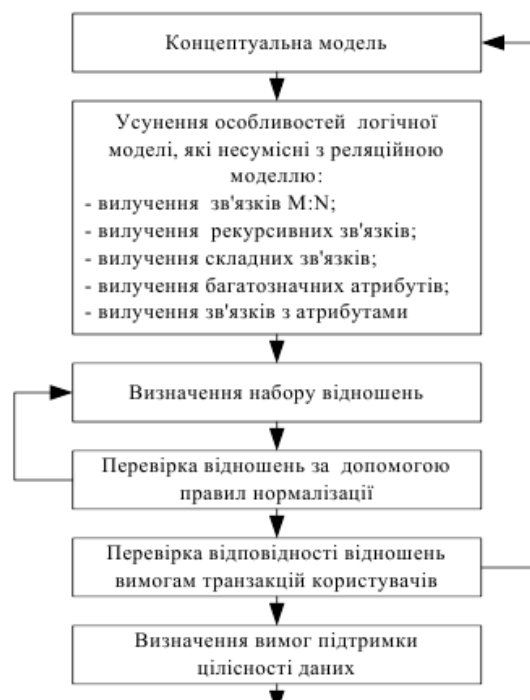 Концептуальна модель
Усунення особливостей логічної
моделі, які несумісні з реляційною
моделлю:
- вилучення зв'язків M:N;
- вилучення рекурсивних зв'язків;
- вилучення складних зв'язків;
- вилучення багатозначних атрибутів;
- вилучення зв'язків з атрибутами
Визначення набору відношень
Перевірка відношень за допомогою
правил нормалізації
Перевірка відповідності відношень
вимогам транзакцій користувачів
Визначення вимог підтримки
цілісності даних